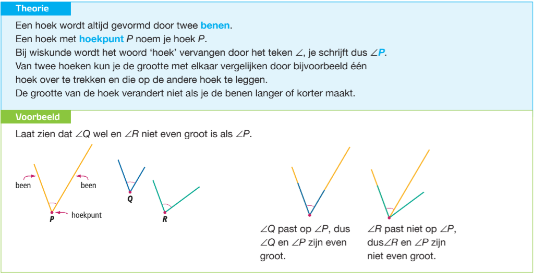 Theorie
Een hoek wordt altijd gevormd door twee benen.
Een hoek met hoekpunt P noem je hoek P.
Bij wiskunde wordt het woord ‘hoek’ vervangen door het teken ∠, je schrijft dus ∠P.
Van twee hoeken kun je de grootte met elkaar vergelijken door bijvoorbeeld één
hoek over te trekken en die op de andere hoek te leggen.
De grootte van de hoek verandert niet als je de benen langer of korter maakt.
Voorbeeld
Laat zien dat ∠Q wel en ∠R niet even groot is als ∠P.
been
been
hoekpunt
P
Q
R
∠Q past op ∠P, dus
∠Q en ∠P zijn even
groot.
∠R past niet op ∠P,
dus∠R en ∠P zijn
niet even groot.